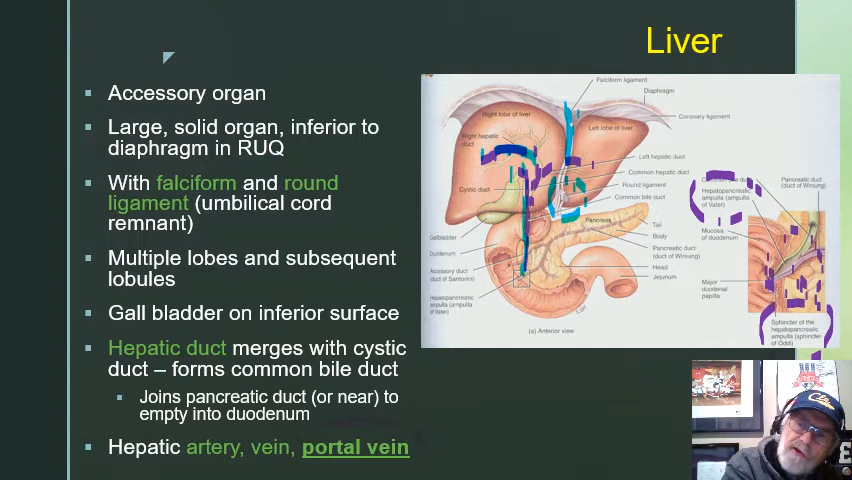 Liver
Accessory organ
Large, solid organ, inferior to
diaphragm in RUQ
With falciform and round
ligament (umbilical cord
remnant)
Multiple lobes and subsequent
lobules
Gall bladder on inferior surface
Hepatic duct merges with cystic
duct – forms common bile duct
Joins pancreatic duct (or near) to
empty into duodenum
Hepatic artery, vein, portal vein
Falciform ligament
Diaphragm
Right lobe of liver
Coronary ligament
Left lobe of liver
Right hepatic
duct
Left hepatic duct
Common hepatic duct
Cystic duct
Round ligament
Common bile duct
Pancreas
Tail
Gallbladder
Body
Duodenum
Pancreatic duct
(duct of Wirsung)
Accessory duct
(duct of Santorini)
Head
Jejunum
Hepatopancreatic
ampulla (ampulla
of Vater)
(a) Anterior view
Common bile duct
Pancreatic duct
(duct of Wirsung)
Hepatopancreatic
ampulla (ampulla
of Vater)
Mucosa
of duodenum
Major
duodenal
papilla
Sphincter of the
hepatopancreatic
ampulla (sphincter
of Oddi)